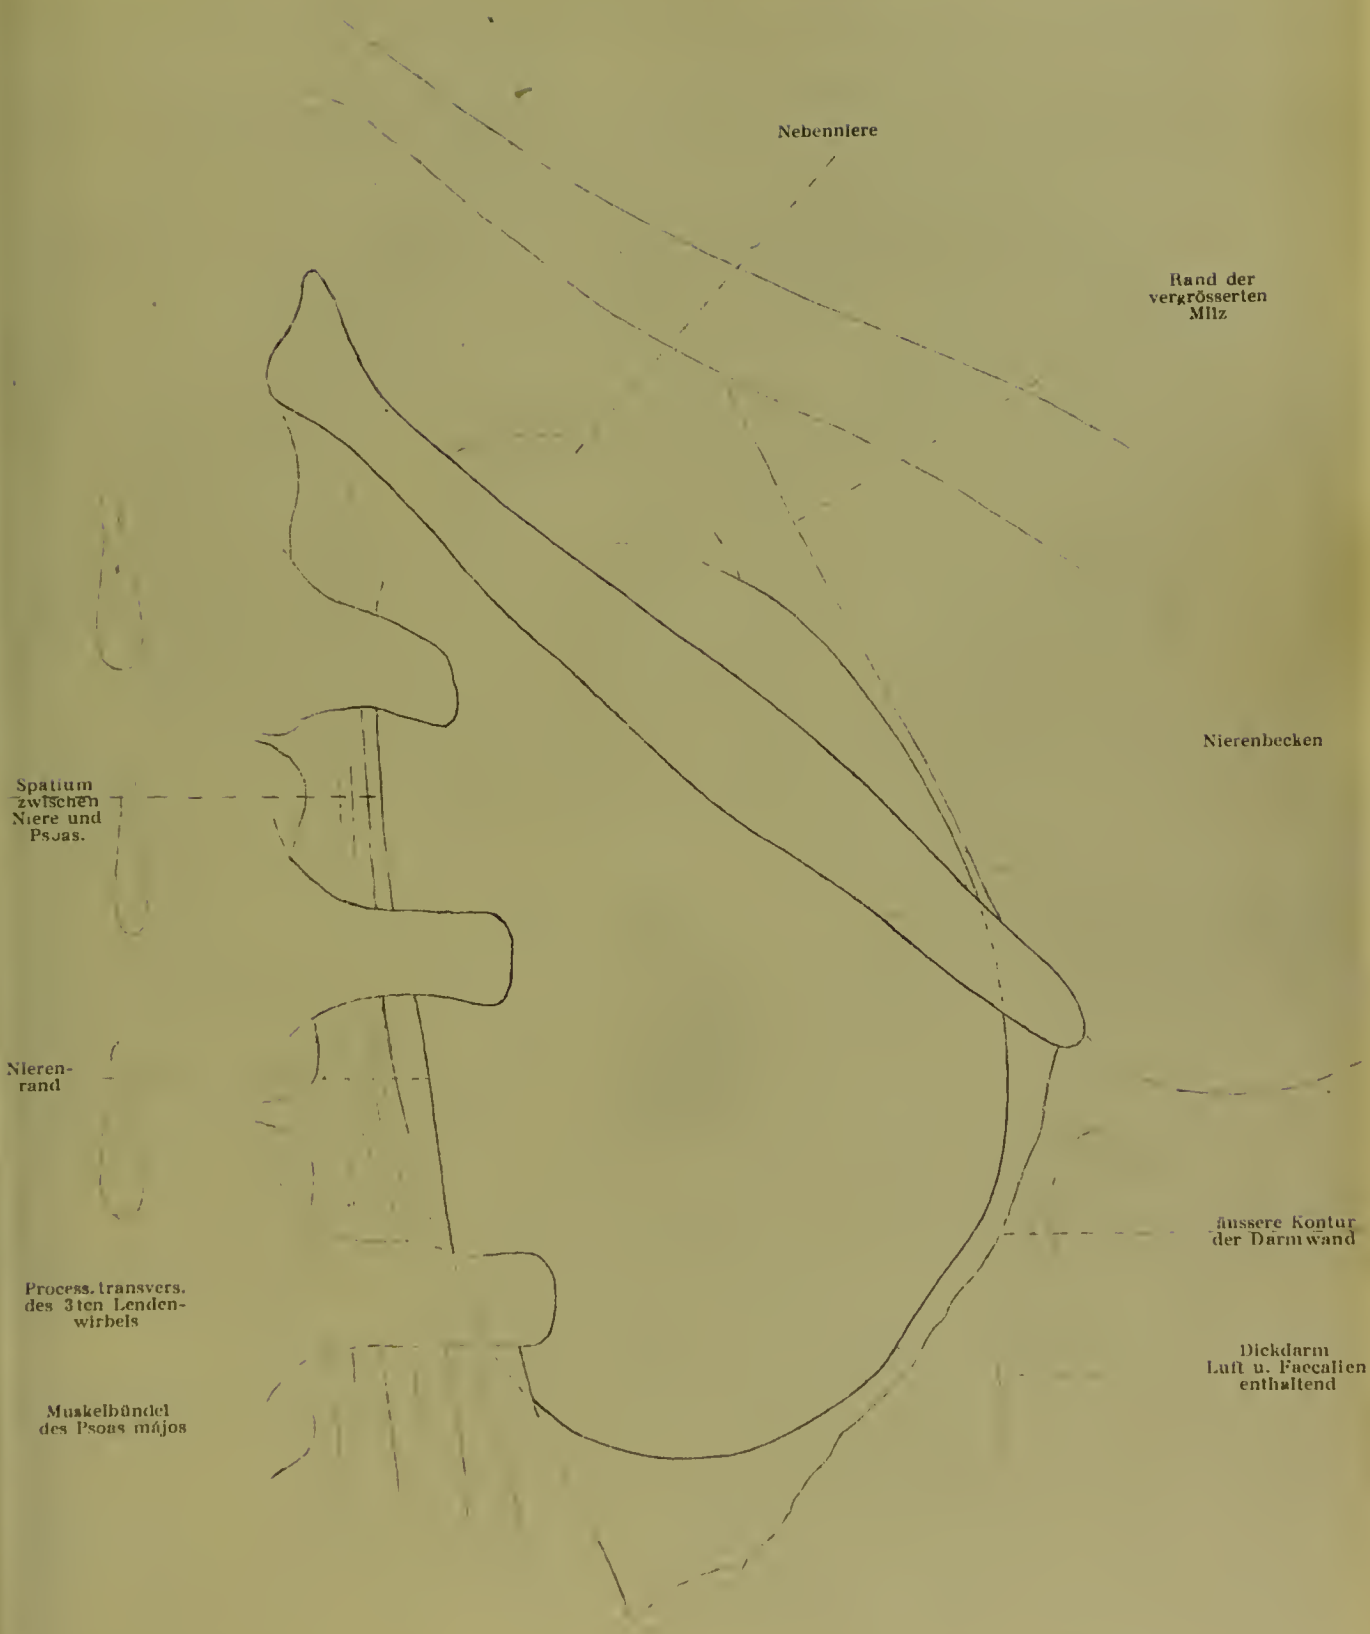 Nebenniere
Rand der
vergrösserten
Milz
Nierenbecken
Spatium
zwischen
Niere und
Psoas.
Nieren-
rand
äussere Kontur
der Darmwand
Process. transvers.
des 3ten Lenden-
wirbels
Dickdarm
Luft u. Faecalien
enthaltend
Muskelbündel
des Psoas májos